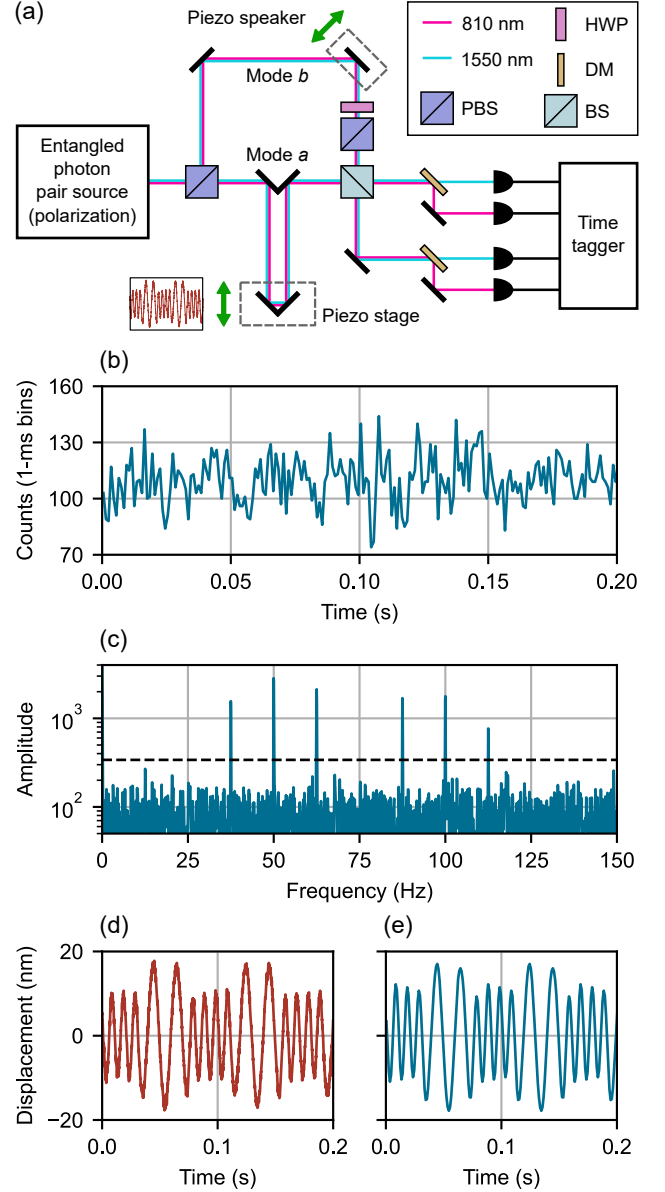 (a)
Piezo speaker
Mode b
810 nm
HWP
1550 nm
DM
PBS
BS
Entangled
photon
pair source
(polarization)
Mode a
Time
tagger
Piezo stage
(b)
Counts (1-ms bins)
160
130
100
70
0.00
0.05
0.10
0.15
0.20
Time (s)
(c)
Amplitude
10³
10²
0
25
50
75
100
125
150
Frequency (Hz)
(d)
(e)
Displacement (nm)
20
0
−20
0.0
0.1
0.2
0.0
0.1
0.2
Time (s)
Time (s)